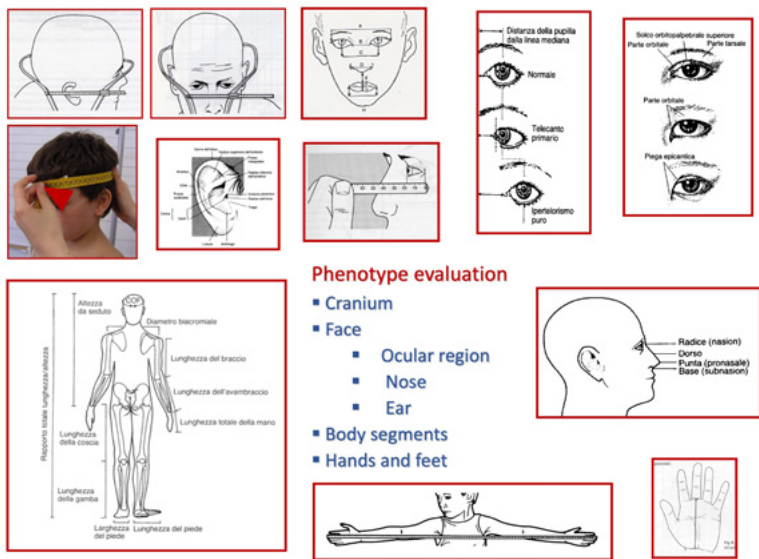 A
B
C
D
E
F
H
Distanza della pupilla
dalla linea mediana
Normale
Telecanto
primario
Ipertelorismo
puro
Solco orbitopalpebrale superiore
Parte orbitale
Parte tarsale
Parte orbitale
Piega epicantica
Altezza
da seduto
Diametro biacromiale
Lunghezza del braccio
Lunghezza dell'avambraccio
Lunghezza totale della mano
Rapporto totale lunghezza/altezza
Lunghezza
della coscia
Lunghezza
della gamba
Larghezza
del piede
Lunghezza del piede
Phenotype evaluation
Cranium
Face
Ocular region
Nose
Ear
Body segments
Hands and feet
Radice (nasion)
Dorso
Punta (pronasale)
Base (subnasion)